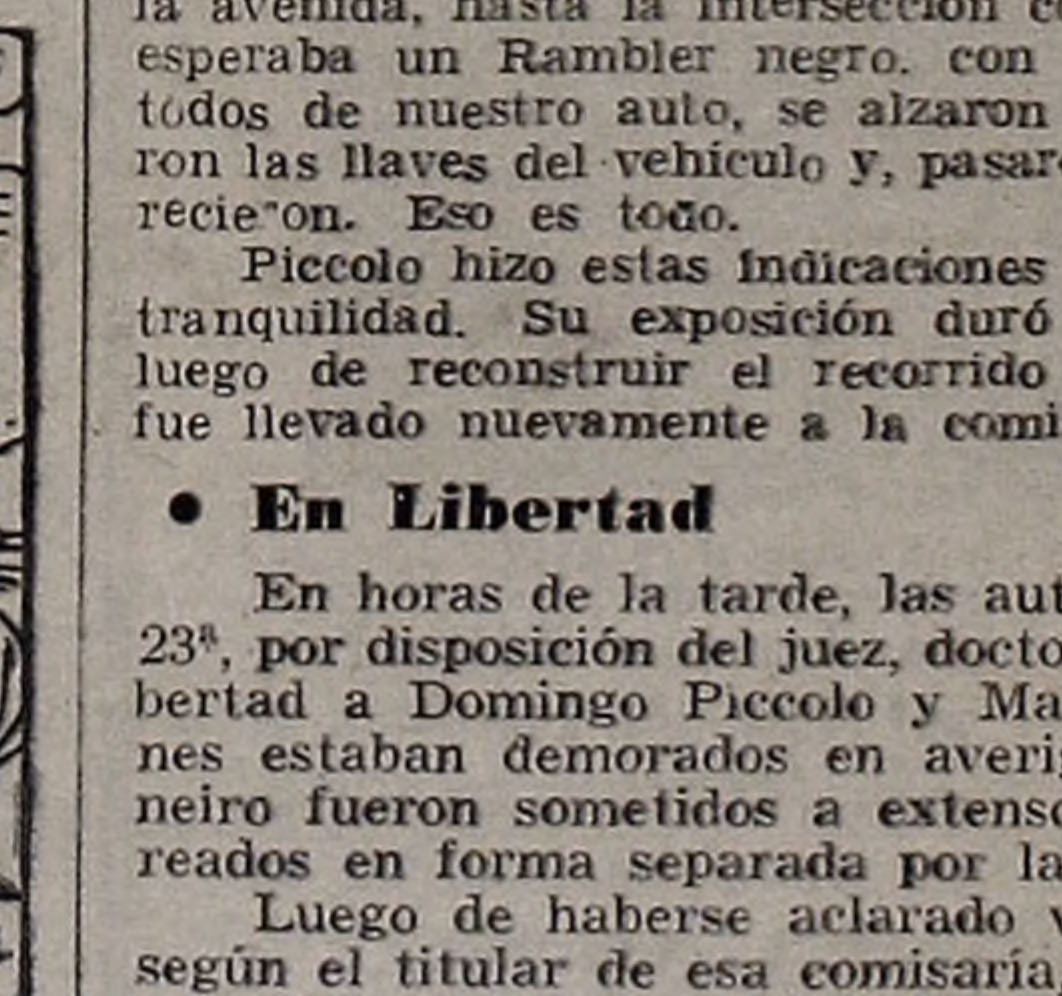 la avenida, hasta la intersección
esperaba un Rambler negro. con
todos de nuestro auto, se alzaron
ron las llaves del vehículo y, pasar
recieron. Eso es todo.
Piccolo hizo estas indicaciones
tranquilidad. Su exposición duró
luego de reconstruir el recorrido
fue llevado nuevamente a la comi
• En Libertad
En horas de la tarde, las aut
23ª, por disposición del juez, docto
bertad a Domingo Piccolo y Ma
nes estaban demorados en averi
neiro fueron sometidos a extens
reados en forma separada por la
Luego de haberse aclarado
según el titular de esa comisaría,